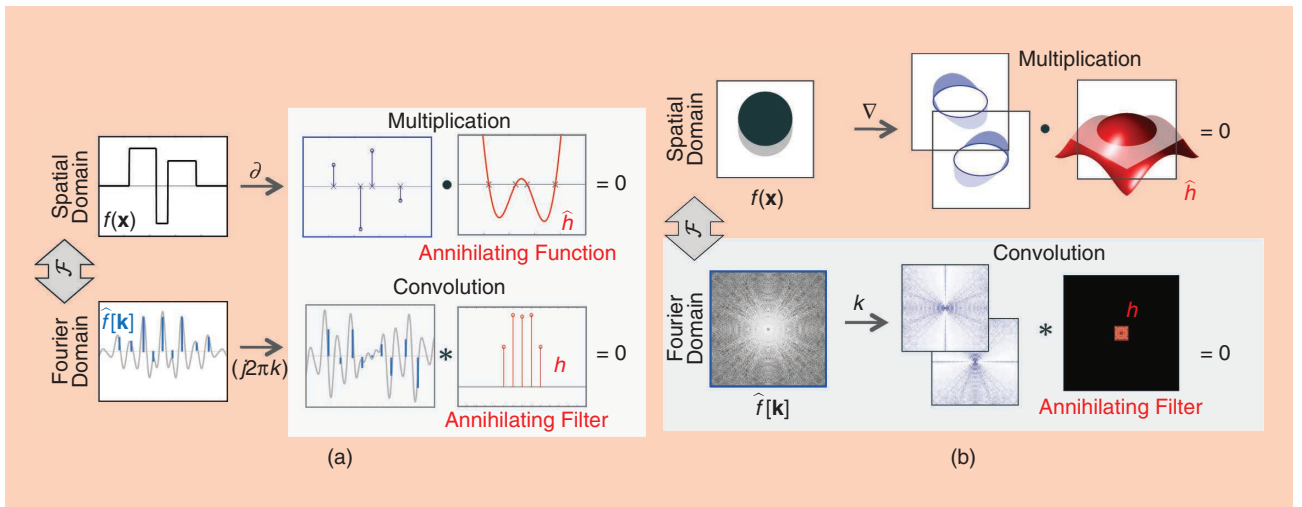 Multiplication
Spatial
Domain
f(x)
∂
•
ĥ
= 0
Annihilating Function
ℱ
Convolution
Fourier
Domain
f̂[k]
(j2πk)
*
h
= 0
Annihilating Filter
(a)
Multiplication
Spatial
Domain
f(x)
∇
•
ĥ
= 0
ℱ
Convolution
Fourier
Domain
f̂[k]
k
*
h
= 0
Annihilating Filter
(b)